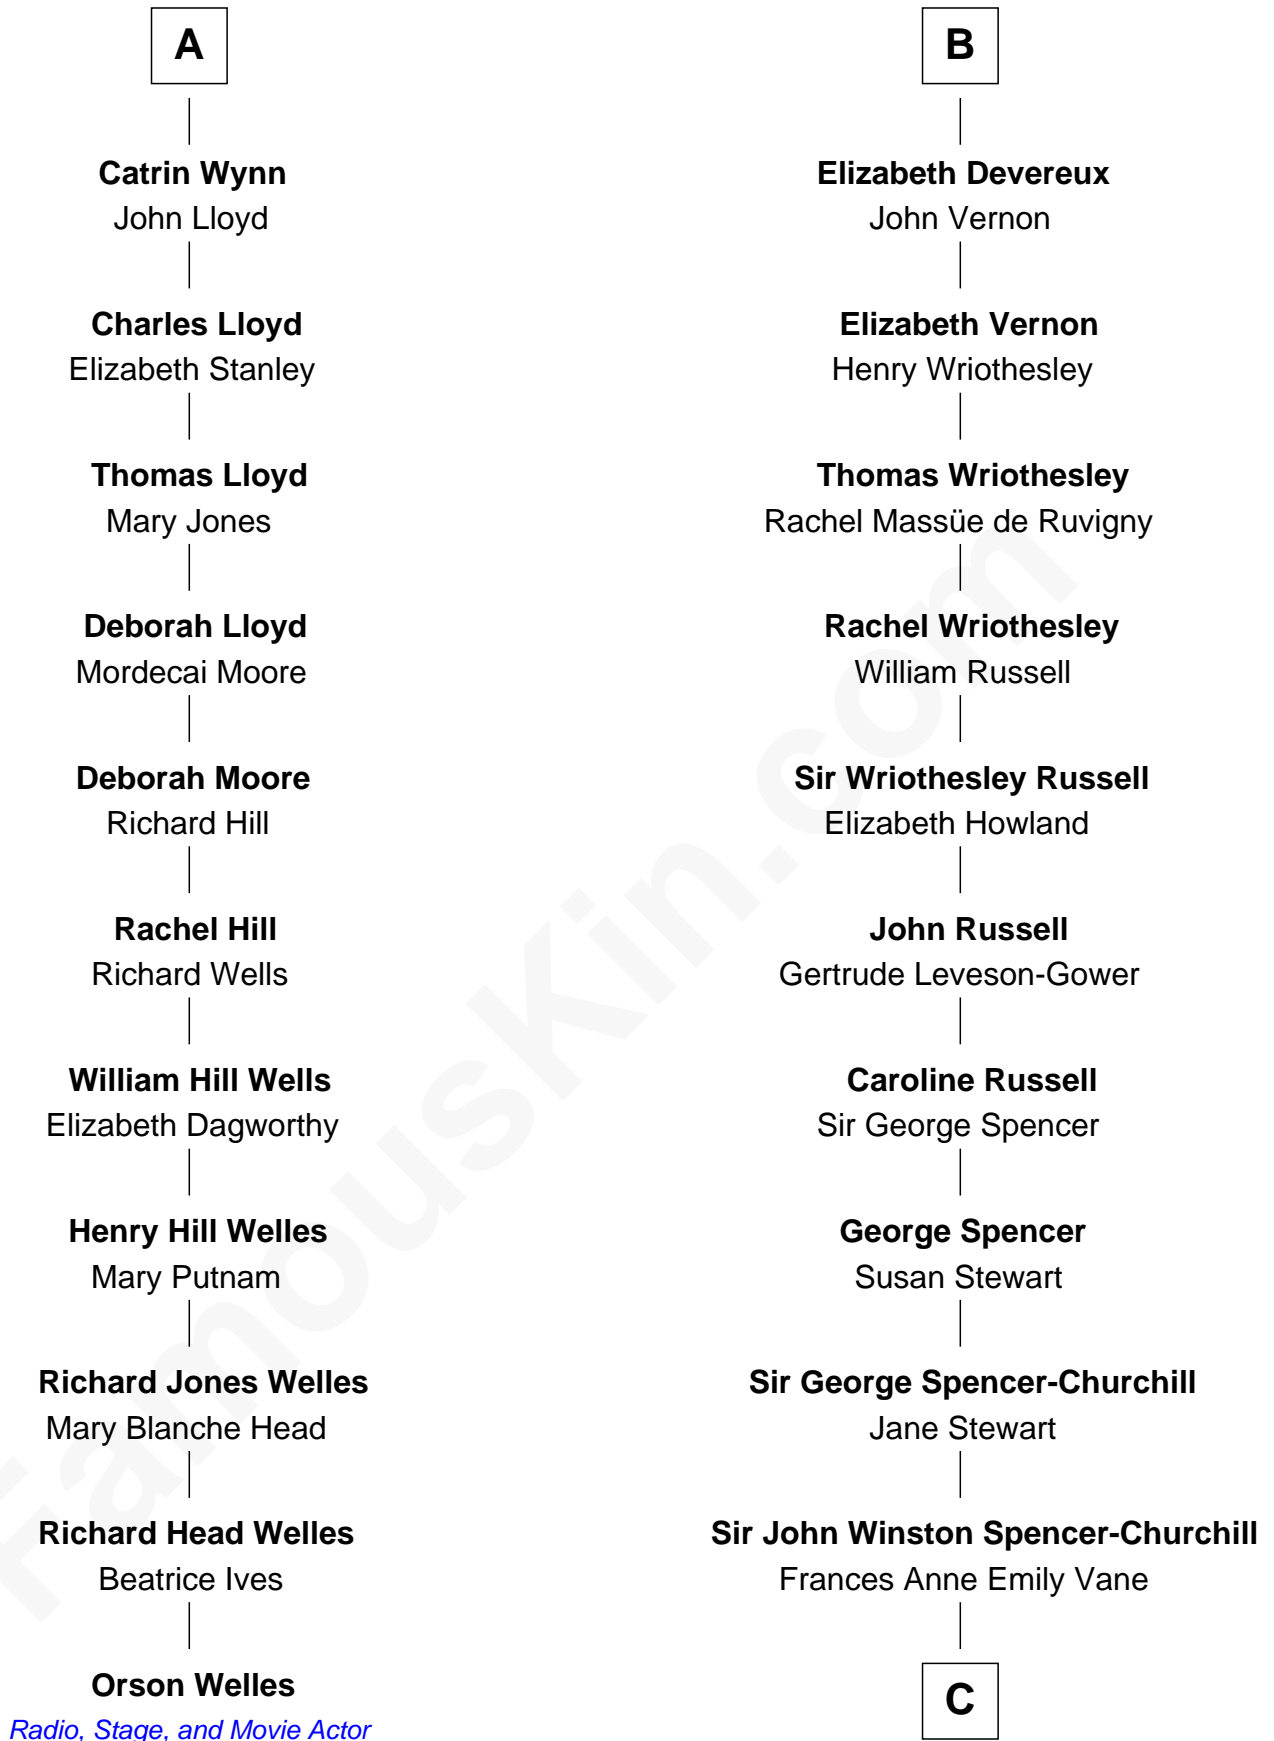 A
Catrin Wynn
John Lloyd
Charles Lloyd
Elizabeth Stanley
Thomas Lloyd
Mary Jones
Deborah Lloyd
Mordecai Moore
Deborah Moore
Richard Hill
Rachel Hill
Richard Wells
William Hill Wells
Elizabeth Dagworthy
Henry Hill Welles
Mary Putnam
Richard Jones Welles
Mary Blanche Head
Richard Head Welles
Beatrice Ives
Orson Welles
Radio, Stage, and Movie Actor
B
Elizabeth Devereux
John Vernon
Elizabeth Vernon
Henry Wriothesley
Thomas Wriothesley
Rachel Massüe de Ruvigny
Rachel Wriothesley
William Russell
Sir Wriothesley Russell
Elizabeth Howland
John Russell
Gertrude Leveson-Gower
Caroline Russell
Sir George Spencer
George Spencer
Susan Stewart
Sir George Spencer-Churchill
Jane Stewart
Sir John Winston Spencer-Churchill
Frances Anne Emily Vane
C
FamousKin.com